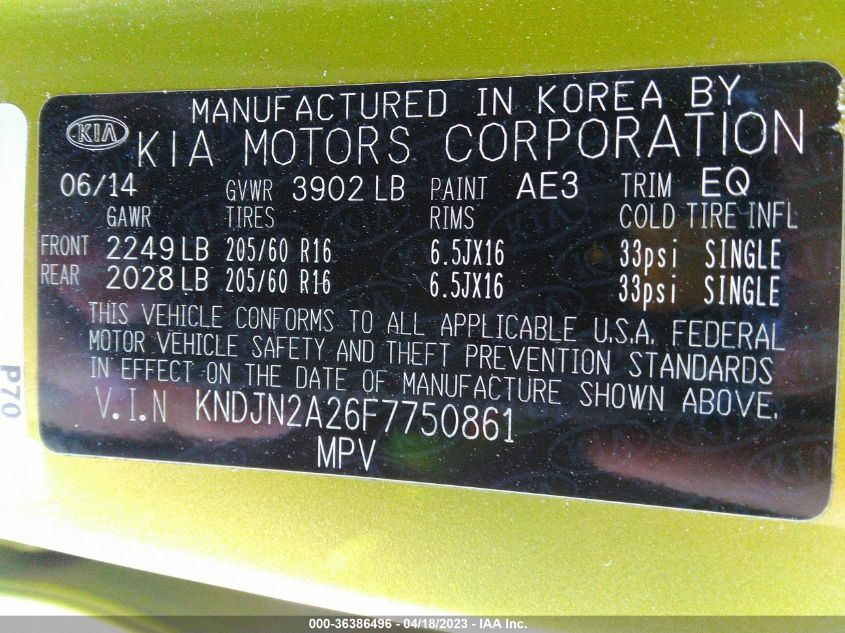 MANUFACTURED IN KOREA BY
KIA KIA MOTORS CORPORATION
06/14 GVWR 3902 LB PAINT AE3 TRIM EQ
GAWR TIRES RIMS COLD TIRE INFL
FRONT 2249 LB 205/60 R16 6.5JX16 33psi SINGLE
REAR 2028 LB 205/60 R16 6.5JX16 33psi SINGLE
THIS VEHICLE CONFORMS TO ALL APPLICABLE U.S.A. FEDERAL
MOTOR VEHICLE SAFETY AND THEFT PREVENTION STANDARDS
IN EFFECT ON THE DATE OF MANUFACTURE SHOWN ABOVE.
V.I.N KNDJN2A26F7750861
MPV
P70
000-36386496 - 04/18/2023 - IAA Inc.